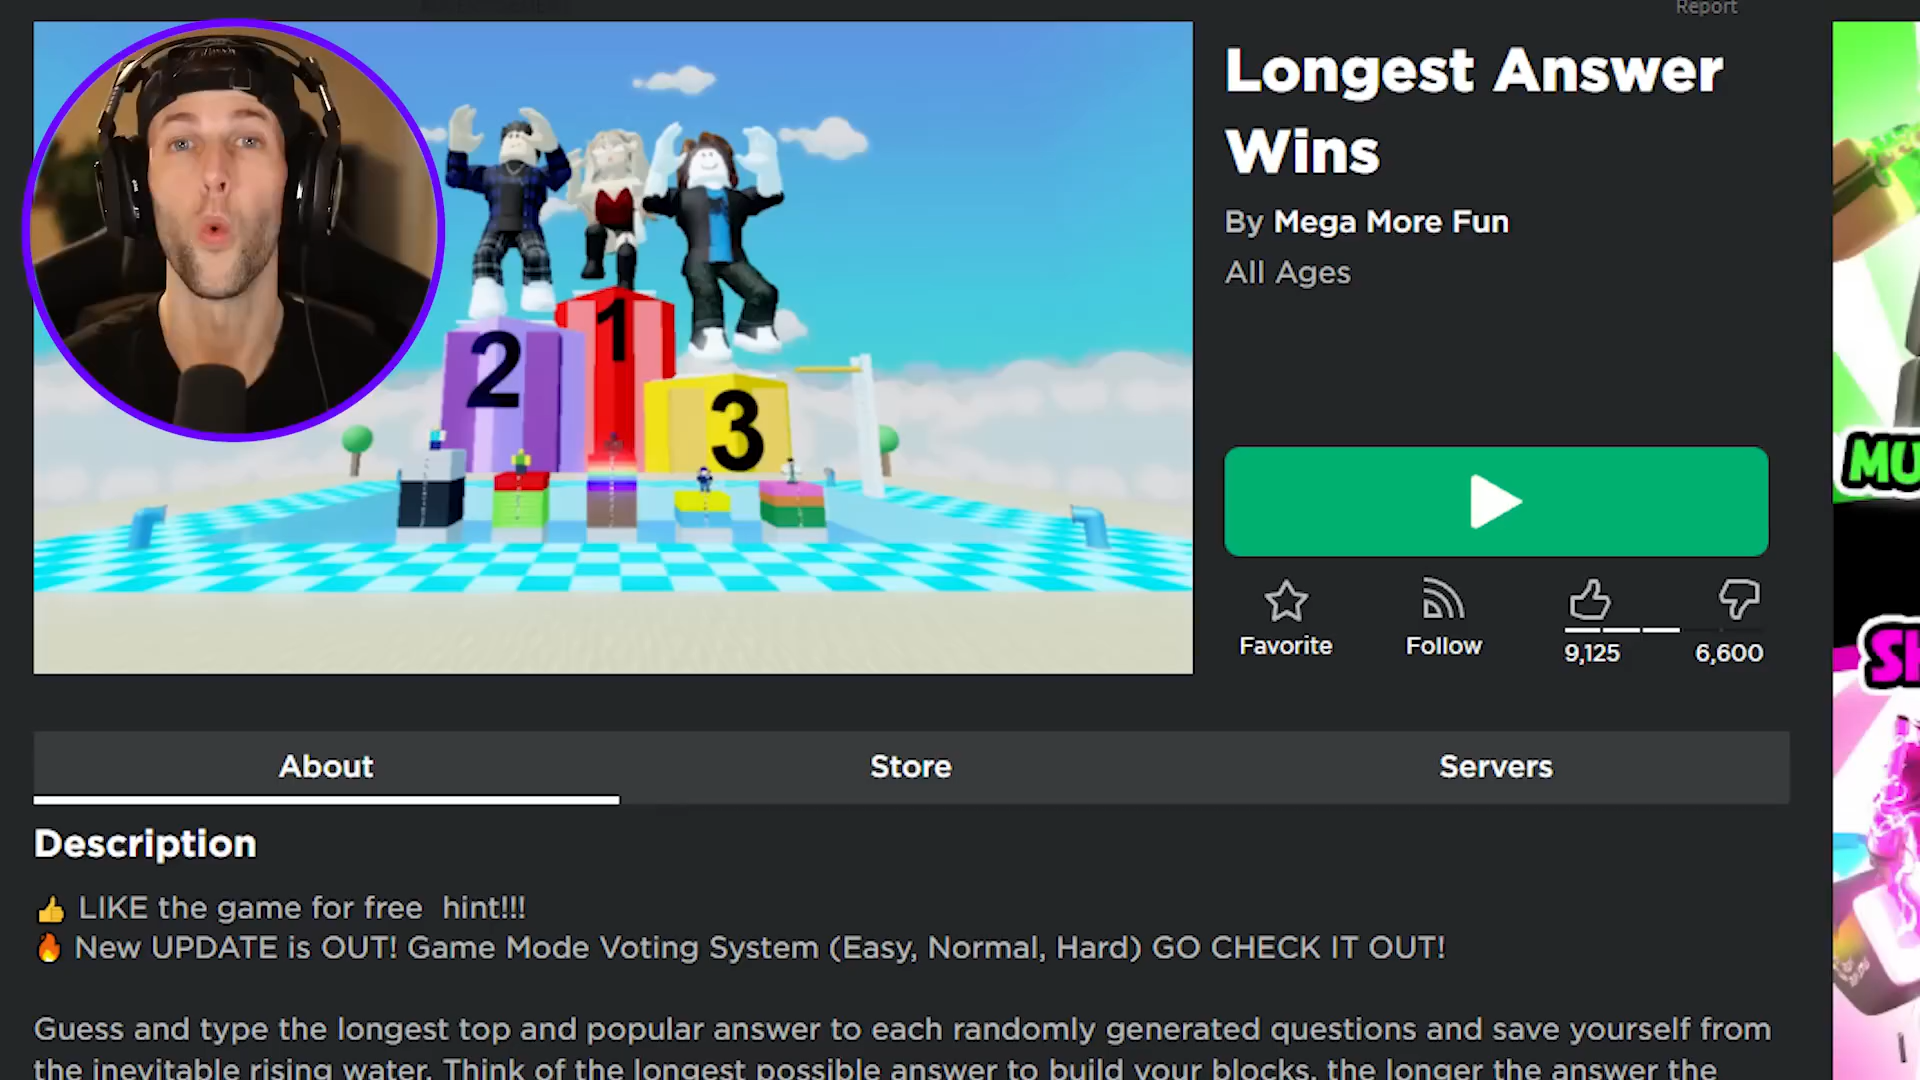 Report
Longest Answer
Wins
By Mega More Fun
All Ages
2
1
3
Favorite
Follow
9,125
6,600
MU
SH
About
Store
Servers
Description
👍 LIKE the game for free  hint!!!
🔥 New UPDATE is OUT! Game Mode Voting System (Easy, Normal, Hard) GO CHECK IT OUT!
Guess and type the longest top and popular answer to each randomly generated questions and save yourself from
the inevitable rising water. Think of the longest possible answer to build your blocks, the longer the answer the